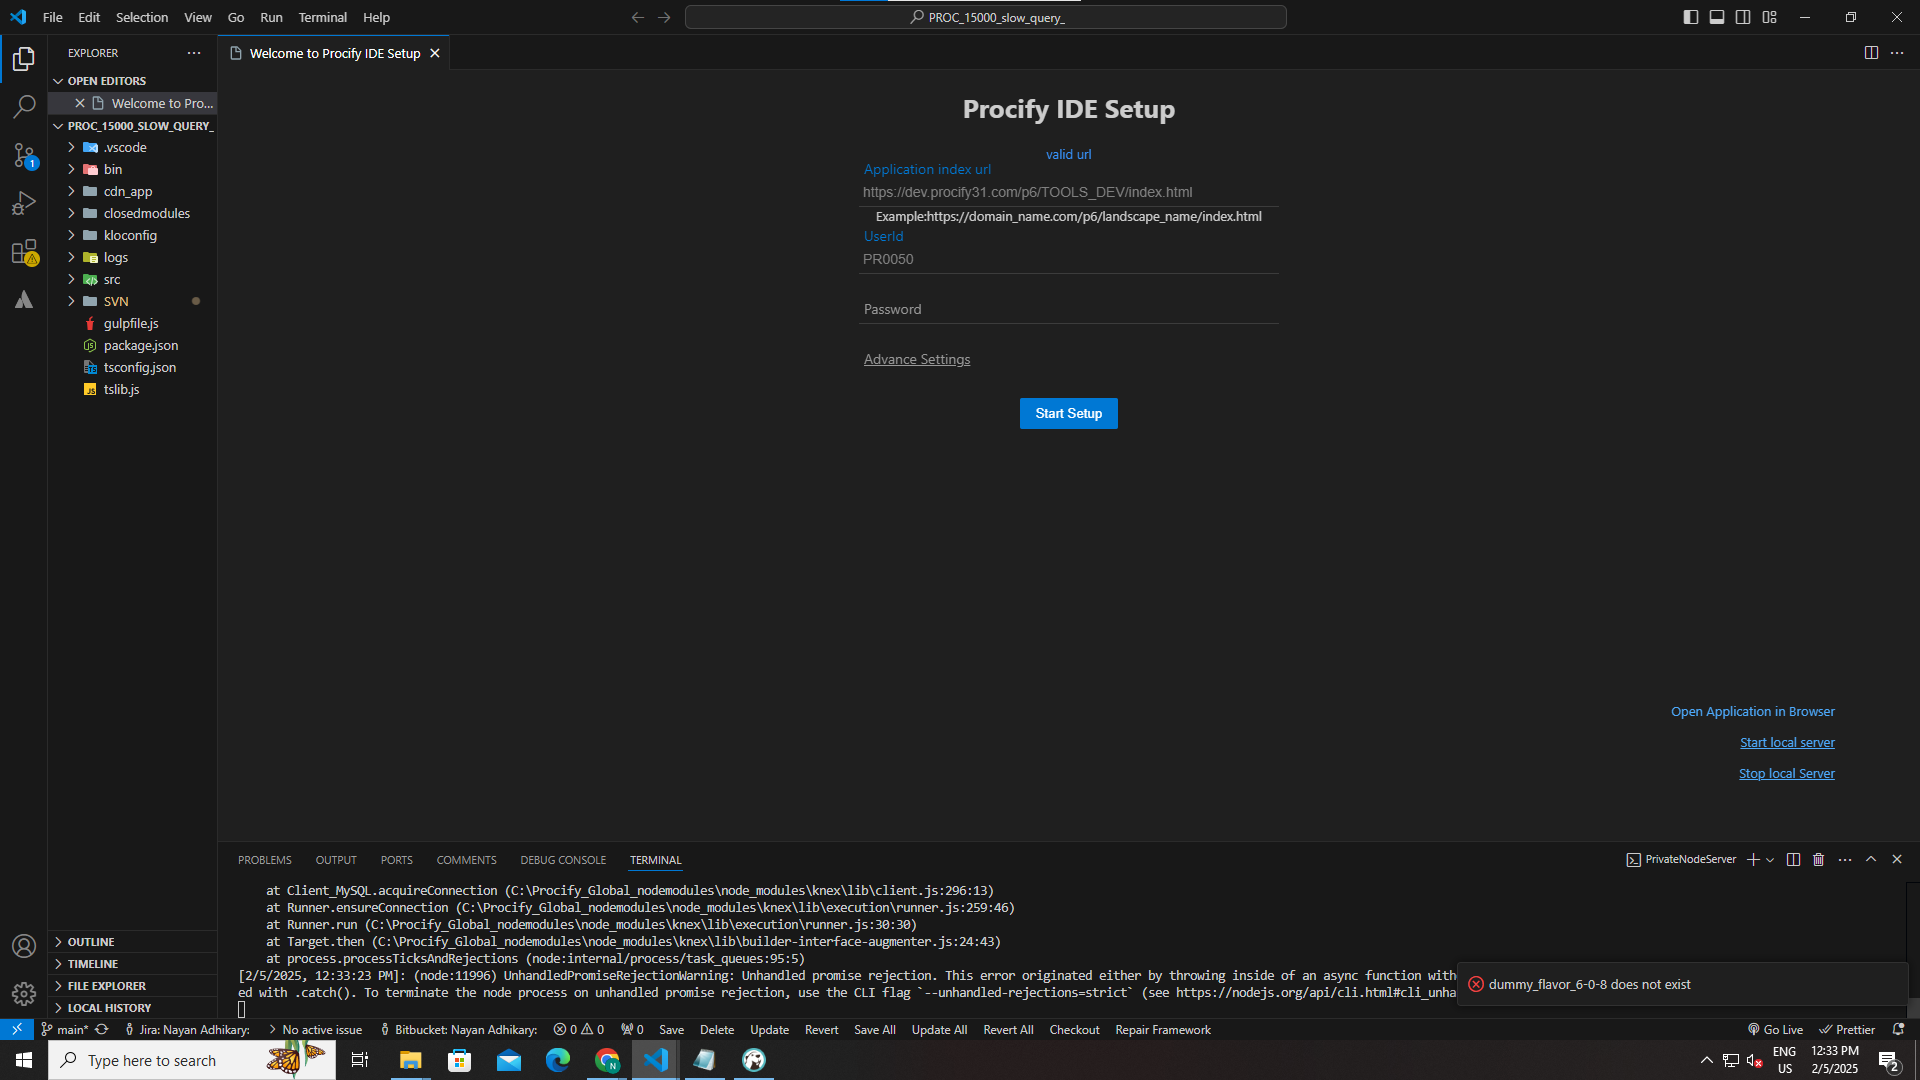 File Edit Selection View Go Run Terminal Help
PROC_15000_slow_query_
EXPLORER
Welcome to Procify IDE Setup
OPEN EDITORS
Welcome to Pro...
PROC_15000_SLOW_QUERY_
.vscode
bin
cdn_app
closedmodules
kloconfig
logs
src
SVN
gulpfile.js
package.json
tsconfig.json
tslib.js
OUTLINE
TIMELINE
FILE EXPLORER
LOCAL HISTORY
1
Procify IDE Setup
valid url
Application index url
https://dev.procify31.com/p6/TOOLS_DEV/index.html
Example:https://domain_name.com/p6/landscape_name/index.html
UserId
PR0050
Password
Advance Settings
Start Setup
Open Application in Browser
Start local server
Stop local Server
PROBLEMS OUTPUT PORTS COMMENTS DEBUG CONSOLE TERMINAL
PrivateNodeServer
at Client_MySQL.acquireConnection (C:\Procify_Global_nodemodules\node_modules\knex\lib\client.js:296:13)
at Runner.ensureConnection (C:\Procify_Global_nodemodules\node_modules\knex\lib\execution\runner.js:259:46)
at Runner.run (C:\Procify_Global_nodemodules\node_modules\knex\lib\execution\runner.js:30:30)
at Target.then (C:\Procify_Global_nodemodules\node_modules\knex\lib\builder-interface-augmenter.js:24:43)
at process.processTicksAndRejections (node:internal/process/task_queues:95:5)
[2/5/2025, 12:33:23 PM]: (node:11996) UnhandledPromiseRejectionWarning: Unhandled promise rejection. This error originated either by throwing inside of an async function with
ed with .catch(). To terminate the node process on unhandled promise rejection, use the CLI flag `--unhandled-rejections=strict` (see https://nodejs.org/api/cli.html#cli_unha
dummy_flavor_6-0-8 does not exist
main* Jira: Nayan Adhikary: No active issue Bitbucket: Nayan Adhikary: 0 0 0 Save Delete Update Revert Save All Update All Revert All Checkout Repair Framework Go Live Prettier
Type here to search
ENG
US
12:33 PM
2/5/2025
2